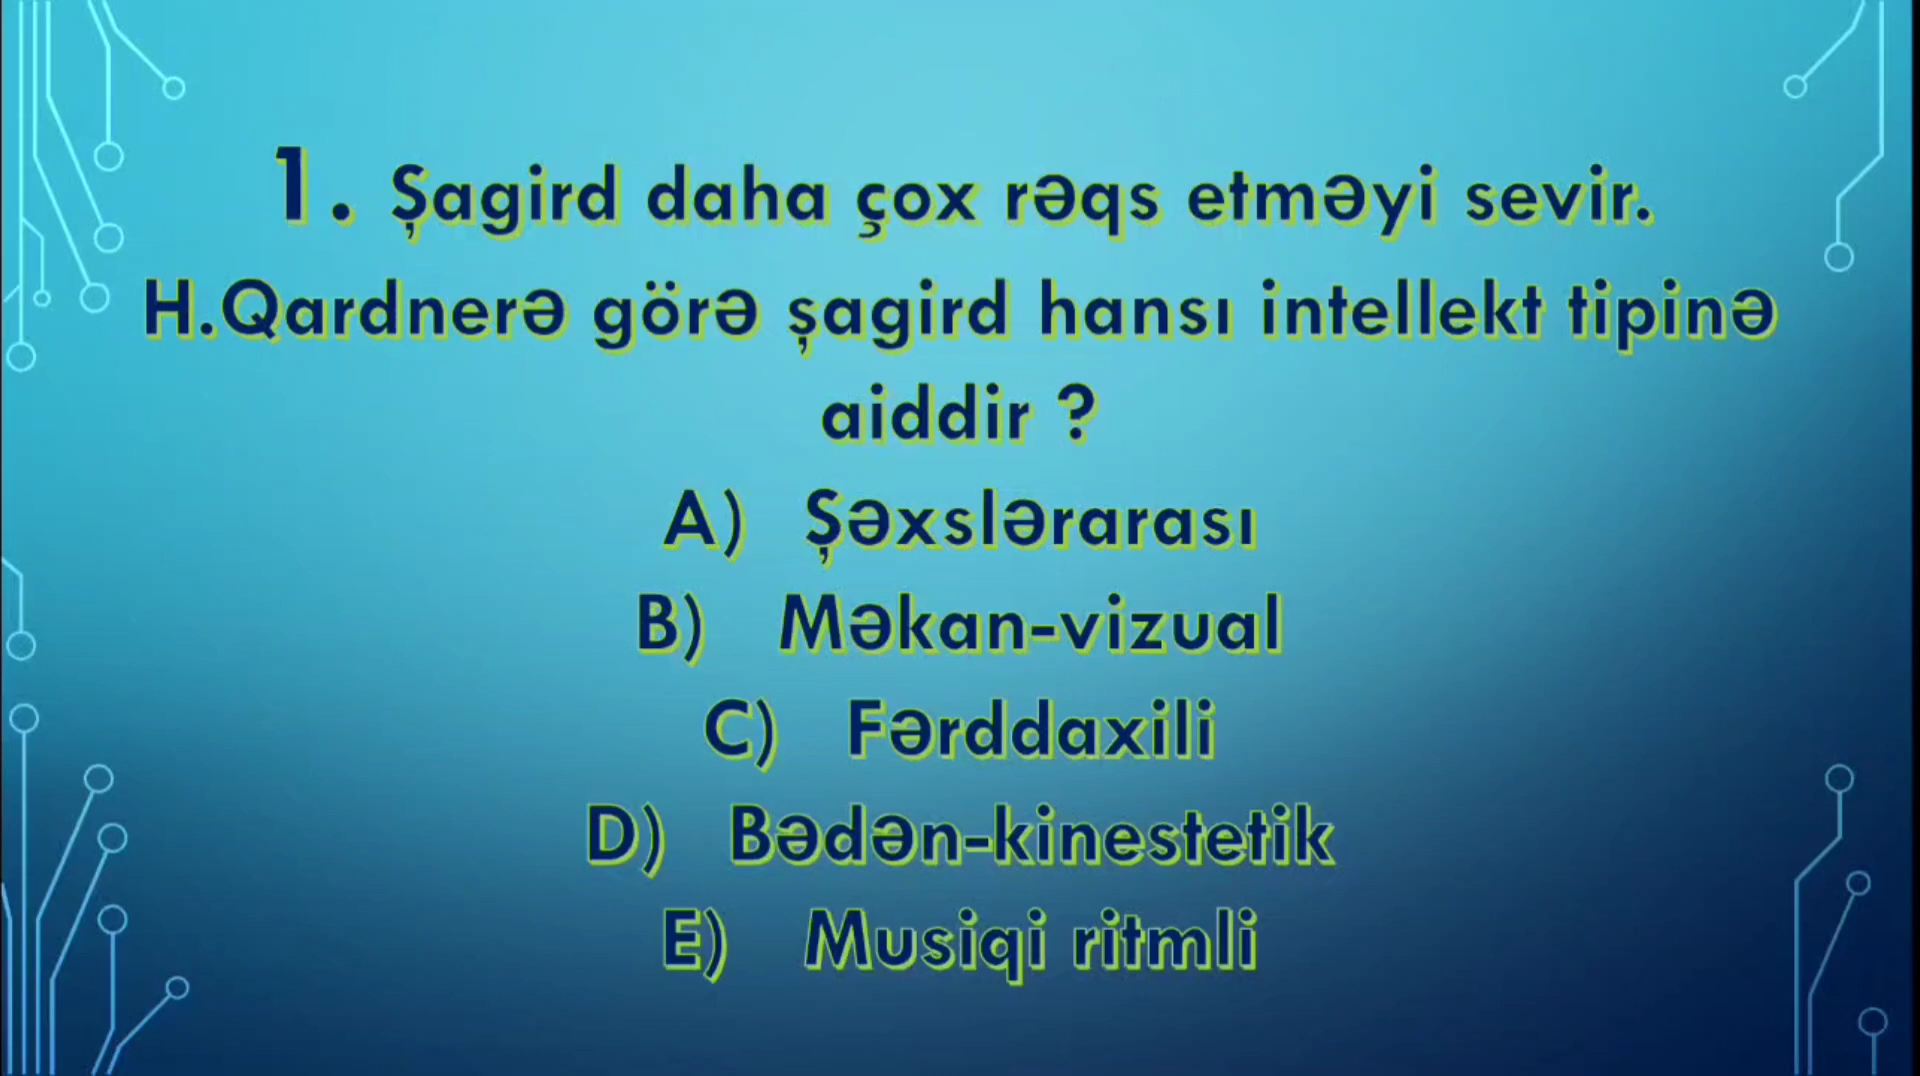 1. Şagird daha çox rəqs etməyi sevir.
H.Qardnerə görə şagird hansı intellekt tipinə
aiddir ?
A) Şəxslərarası
B) Məkan-vizual
C) Fərddaxili
D) Bədən-kinestetik
E) Musiqi ritmli